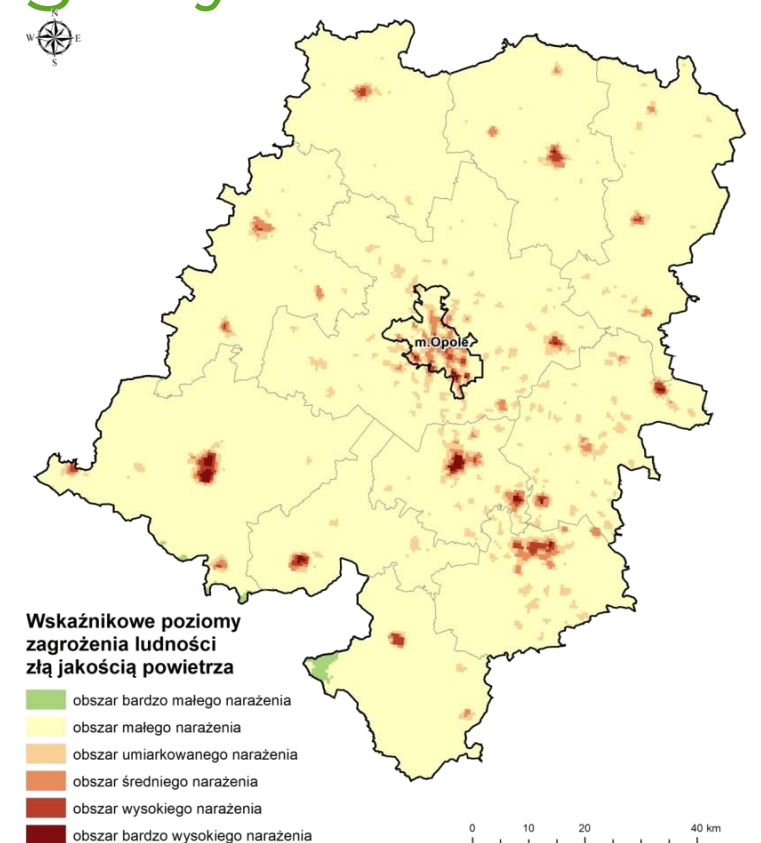 N
W
E
S
m.Opole
Wskaźnikowe poziomy
zagrożenia ludności
złą jakością powietrza
obszar bardzo małego narażenia
obszar małego narażenia
obszar umiarkowanego narażenia
obszar średniego narażenia
obszar wysokiego narażenia
obszar bardzo wysokiego narażenia
0 10 20 40 km